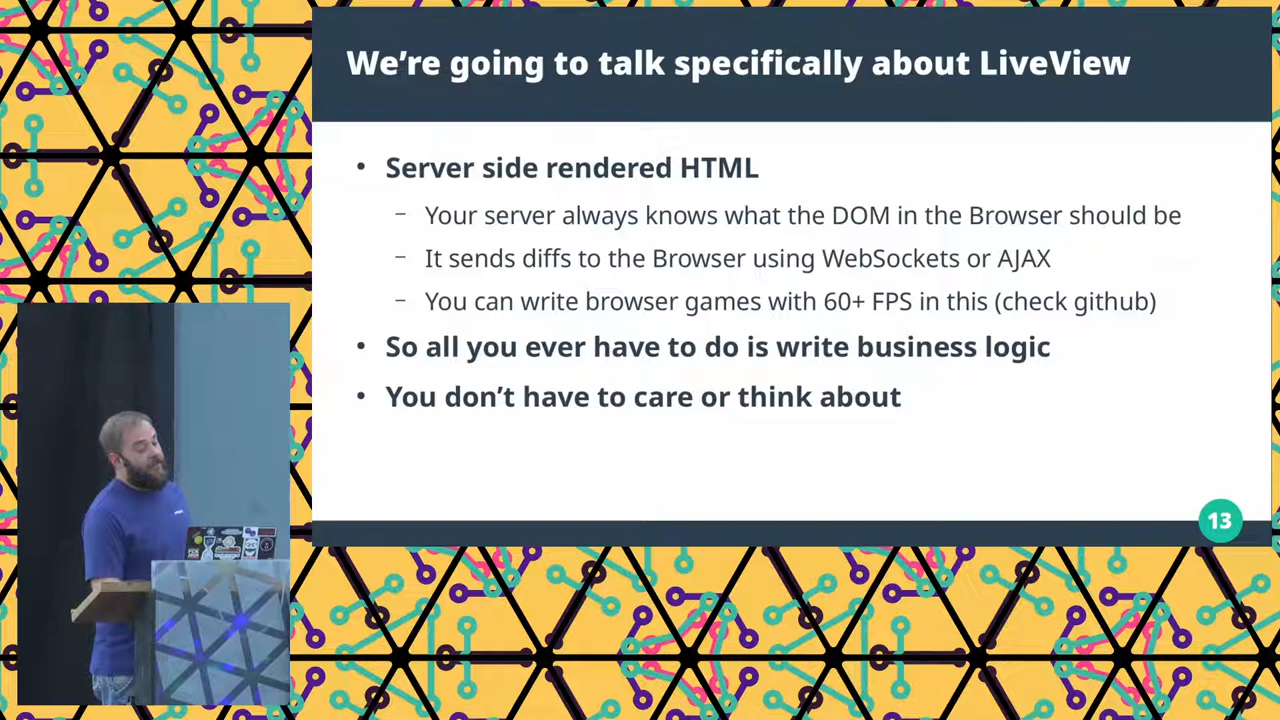 We’re going to talk specifically about LiveView
• Server side rendered HTML
– Your server always knows what the DOM in the Browser should be
– It sends diffs to the Browser using WebSockets or AJAX
– You can write browser games with 60+ FPS in this (check github)
• So all you ever have to do is write business logic
• You don’t have to care or think about
13